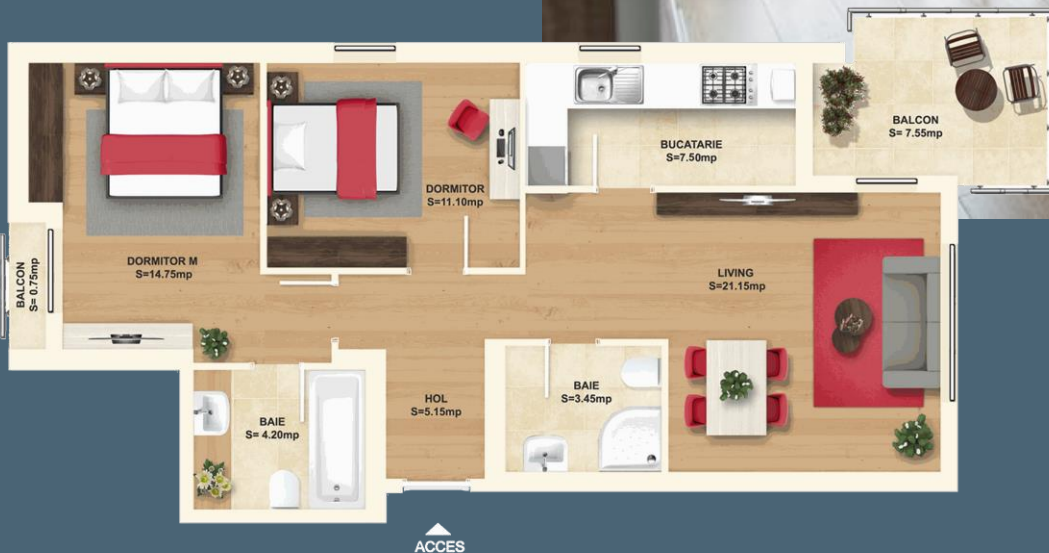 BALCON
S= 7.55mp
BUCATARIE
S=7.50mp
DORMITOR
S=11.10mp
DORMITOR M
S=14.75mp
BALCON
S= 0.75mp
LIVING
S=21.15mp
BAIE
S=3.45mp
HOL
S=5.15mp
BAIE
S= 4.20mp
ACCES